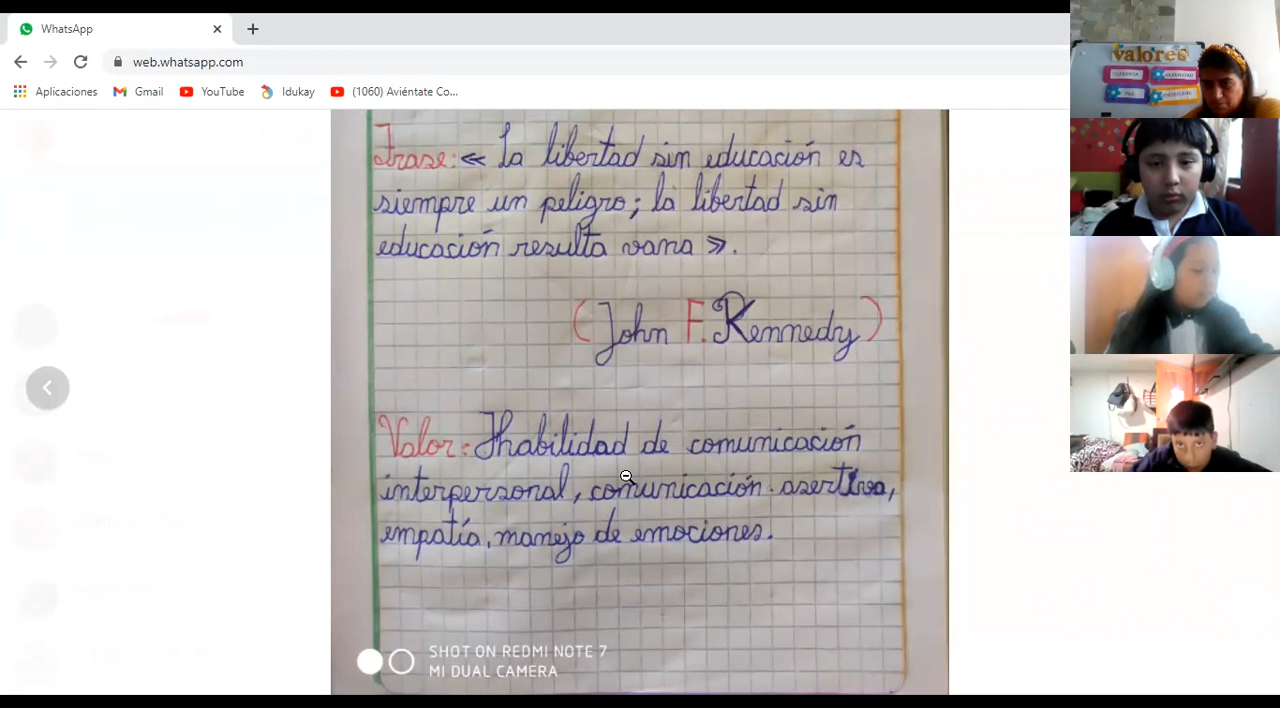 WhatsApp
web.whatsapp.com
Aplicaciones Gmail YouTube Idukay (1060) Aviéntate Co...
Frase: « La libertad sin educación es
siempre un peligro; la libertad sin
educación resulta vana ».
(John F. Kennedy)
Valor: Habilidad de comunicación
interpersonal, comunicación asertiva,
empatía, manejo de emociones.
SHOT ON REDMI NOTE 7
MI DUAL CAMERA
valores